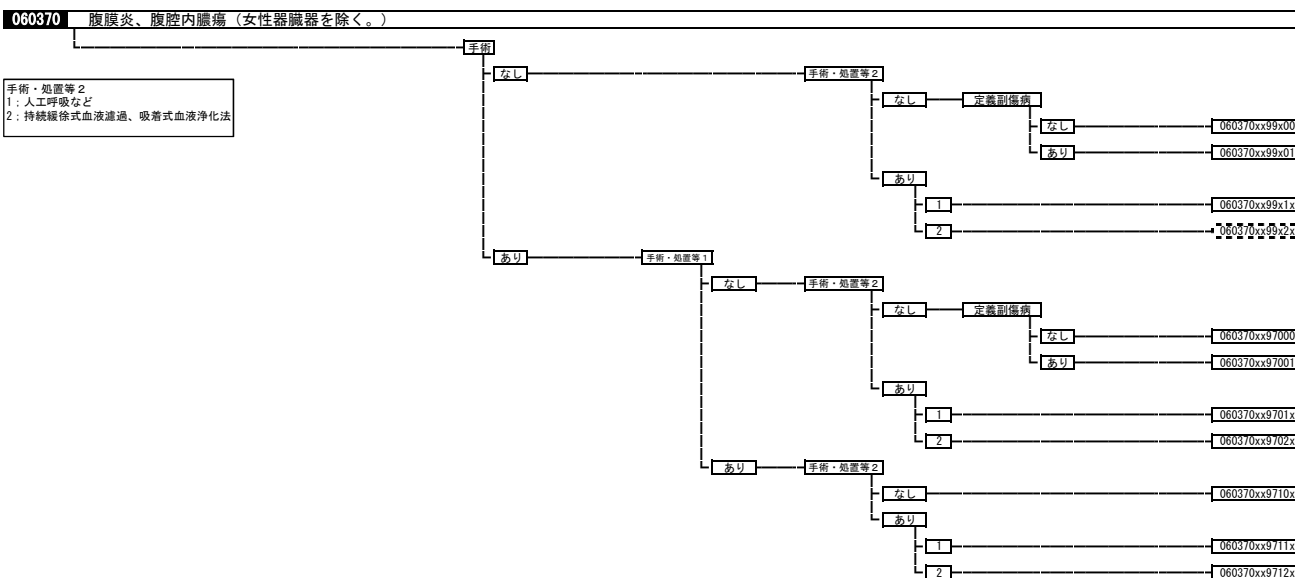 060370 腹膜炎、腹腔内膿瘍（女性器臓器を除く。）
手術
なし
手術・処置等2
手術・処置等２
1；人工呼吸など
2；持続緩徐式血液濾過、吸着式血液浄化法
なし
定義副傷病
なし
060370xx99x00
あり
060370xx99x01
あり
1
060370xx99x1x
2
060370xx99x2x
あり
手術・処置等1
なし
手術・処置等2
なし
定義副傷病
なし
060370xx97000
あり
060370xx97001
あり
1
060370xx9701x
2
060370xx9702x
あり
手術・処置等2
なし
060370xx9710x
あり
1
060370xx9711x
2
060370xx9712x